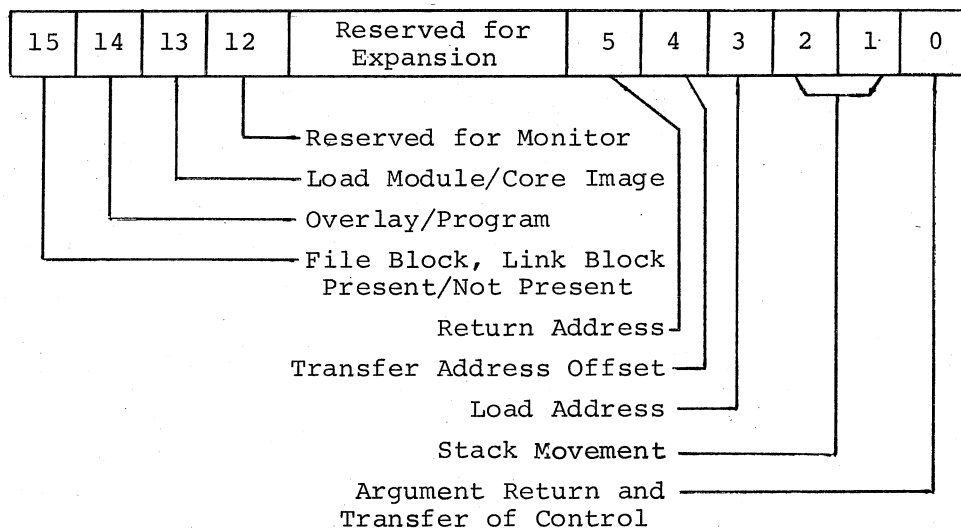 15 14 13 12 Reserved for Expansion 5 4 3 2 1 0
Reserved for Monitor
Load Module/Core Image
Overlay/Program
File Block, Link Block
Present/Not Present
Return Address
Transfer Address Offset
Load Address
Stack Movement
Argument Return and
Transfer of Control